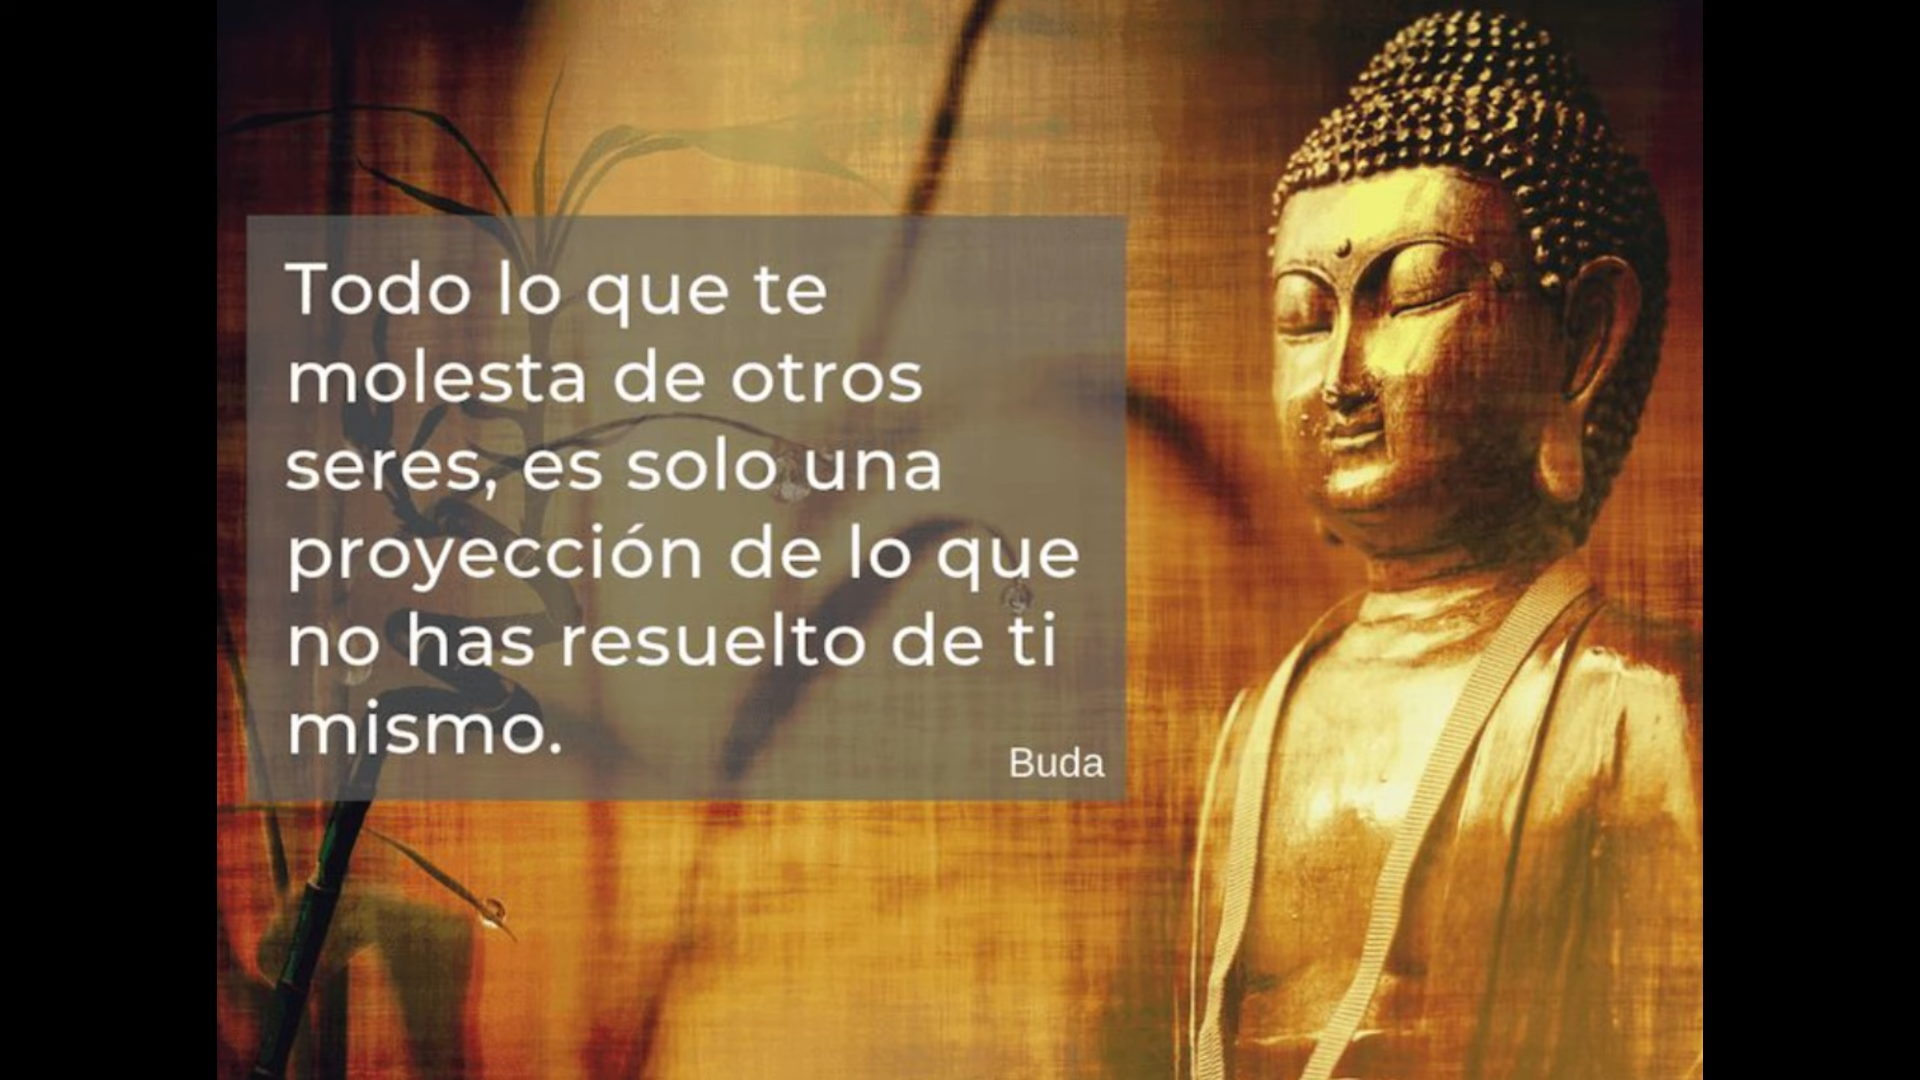 Todo lo que te
molesta de otros
seres, es solo una
proyección de lo que
no has resuelto de ti
mismo.
Buda